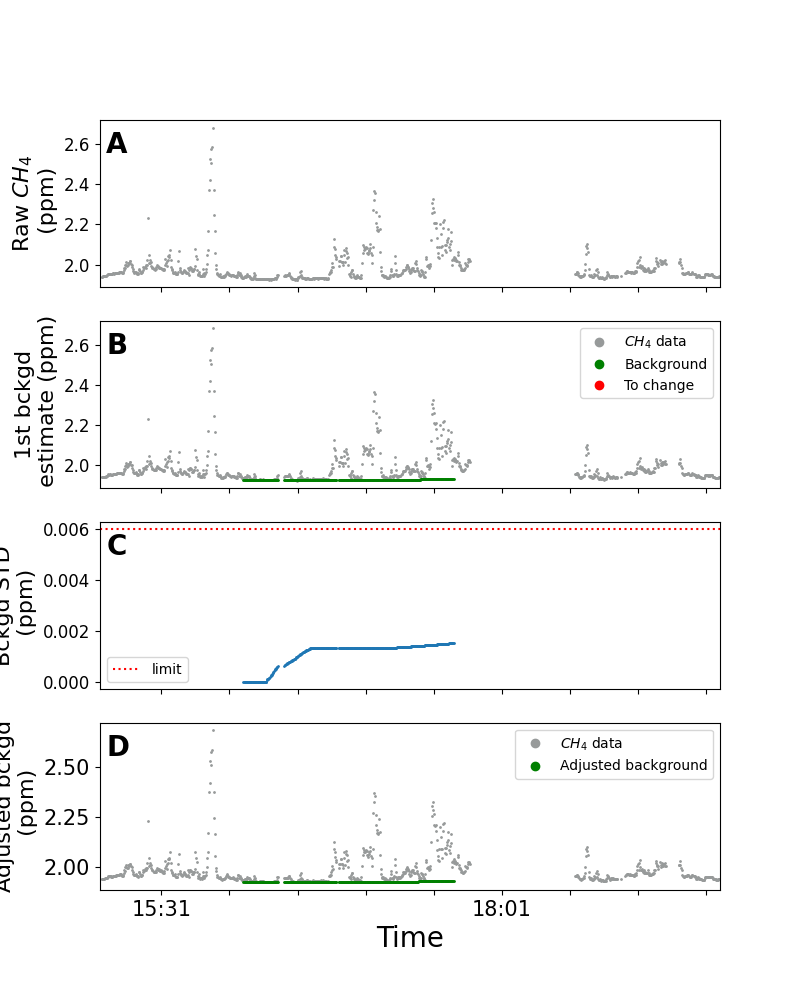 A
Raw CH4
(ppm)
2.6
2.4
2.2
2.0
B
1st bckgd
estimate (ppm)
2.6
2.4
2.2
2.0
CH4 data
Background
To change
C
Bckgd STD
(ppm)
0.006
0.004
0.002
0.000
limit
D
Adjusted bckgd
(ppm)
2.50
2.25
2.00
CH4 data
Adjusted background
15:31
18:01
Time